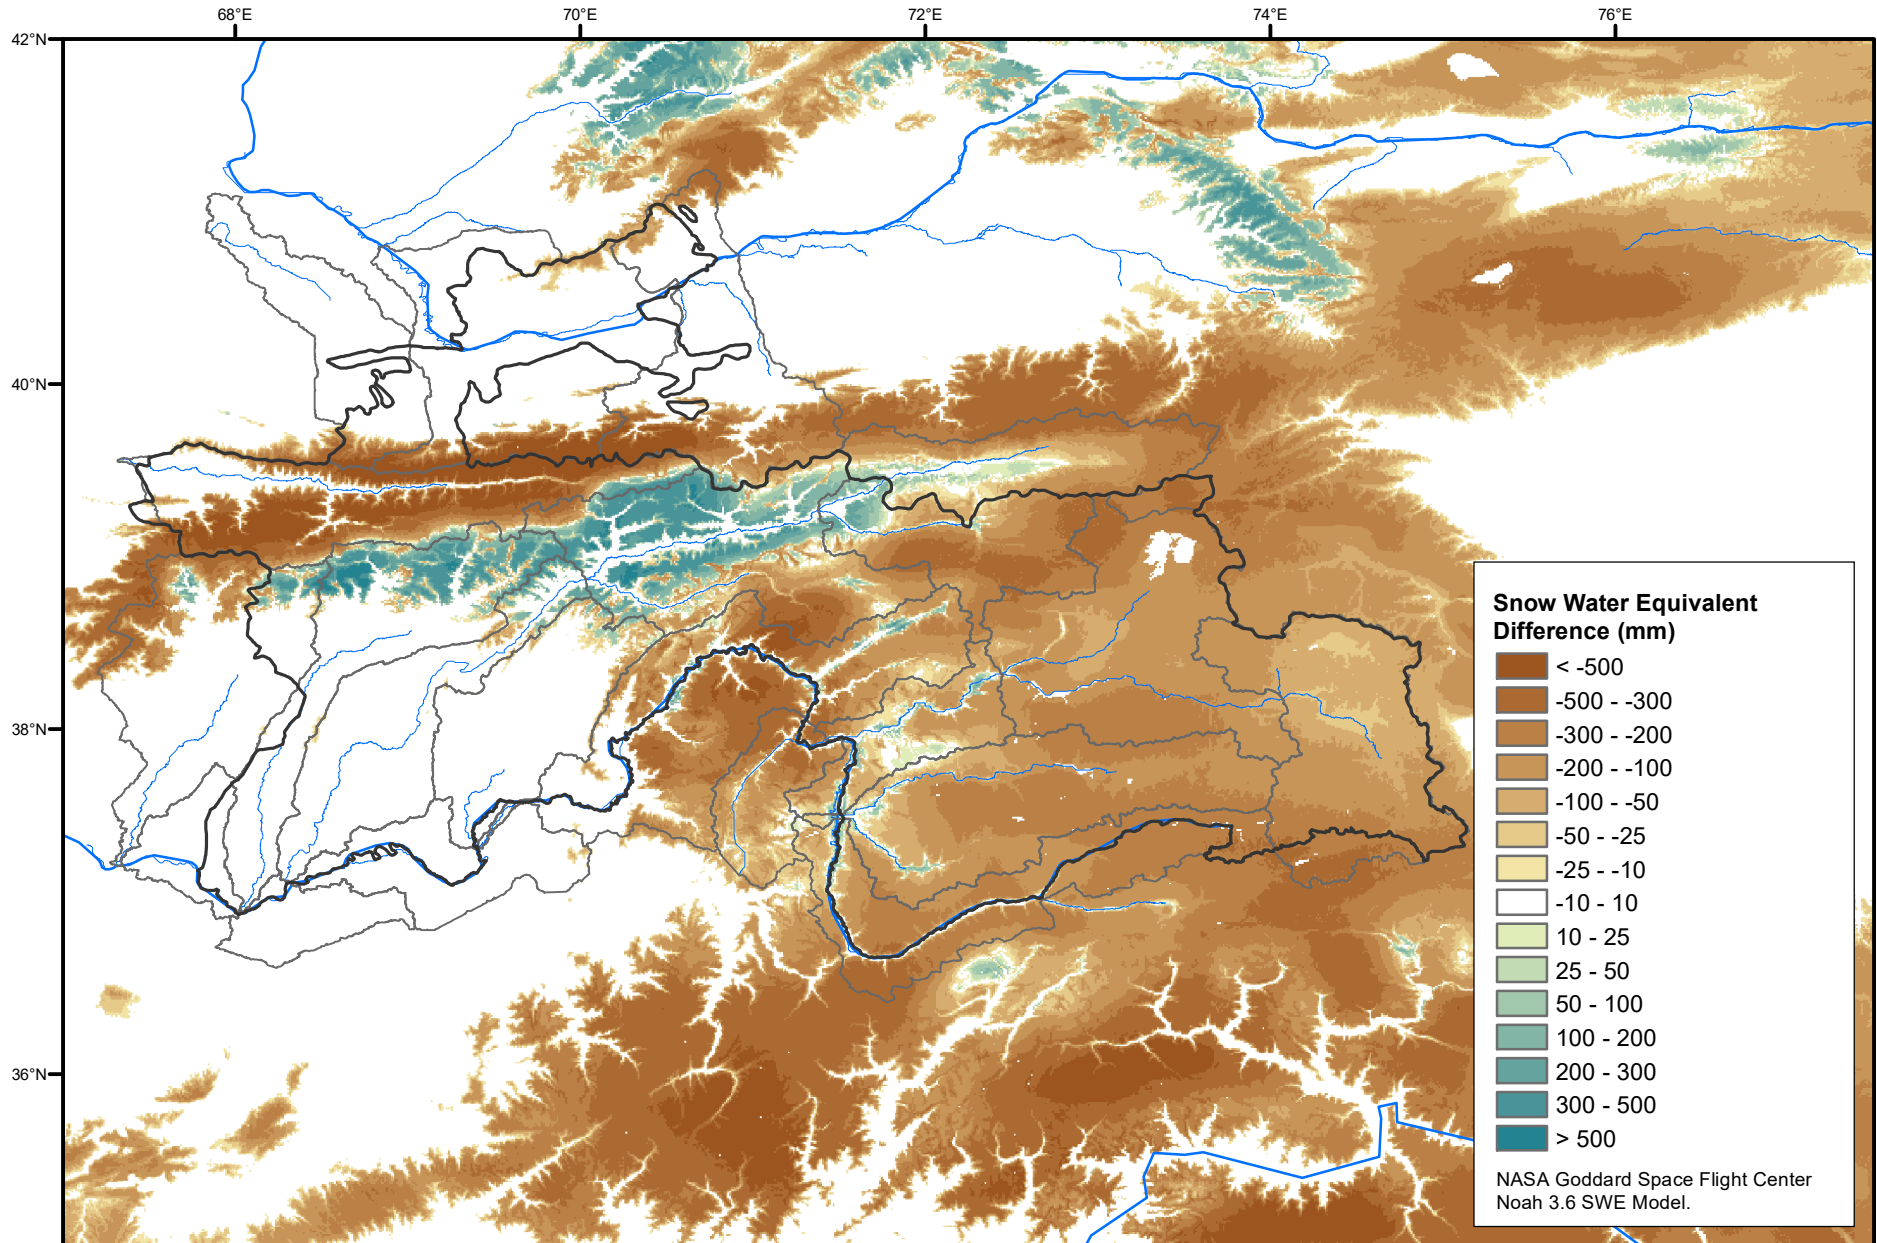 68°E 70°E 72°E 74°E 76°E
42°N
40°N
38°N
36°N
Snow Water Equivalent
Difference (mm)
< -500
-500 - -300
-300 - -200
-200 - -100
-100 - -50
-50 - -25
-25 - -10
-10 - 10
10 - 25
25 - 50
50 - 100
100 - 200
200 - 300
300 - 500
> 500
NASA Goddard Space Flight Center
Noah 3.6 SWE Model.